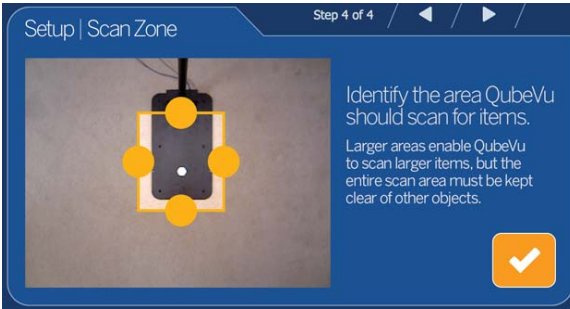 Setup | Scan Zone
Step 4 of 4
Identify the area QubeVu
should scan for items.
Larger areas enable QubeVu
to scan larger items, but the
entire scan area must be kept
clear of other objects.